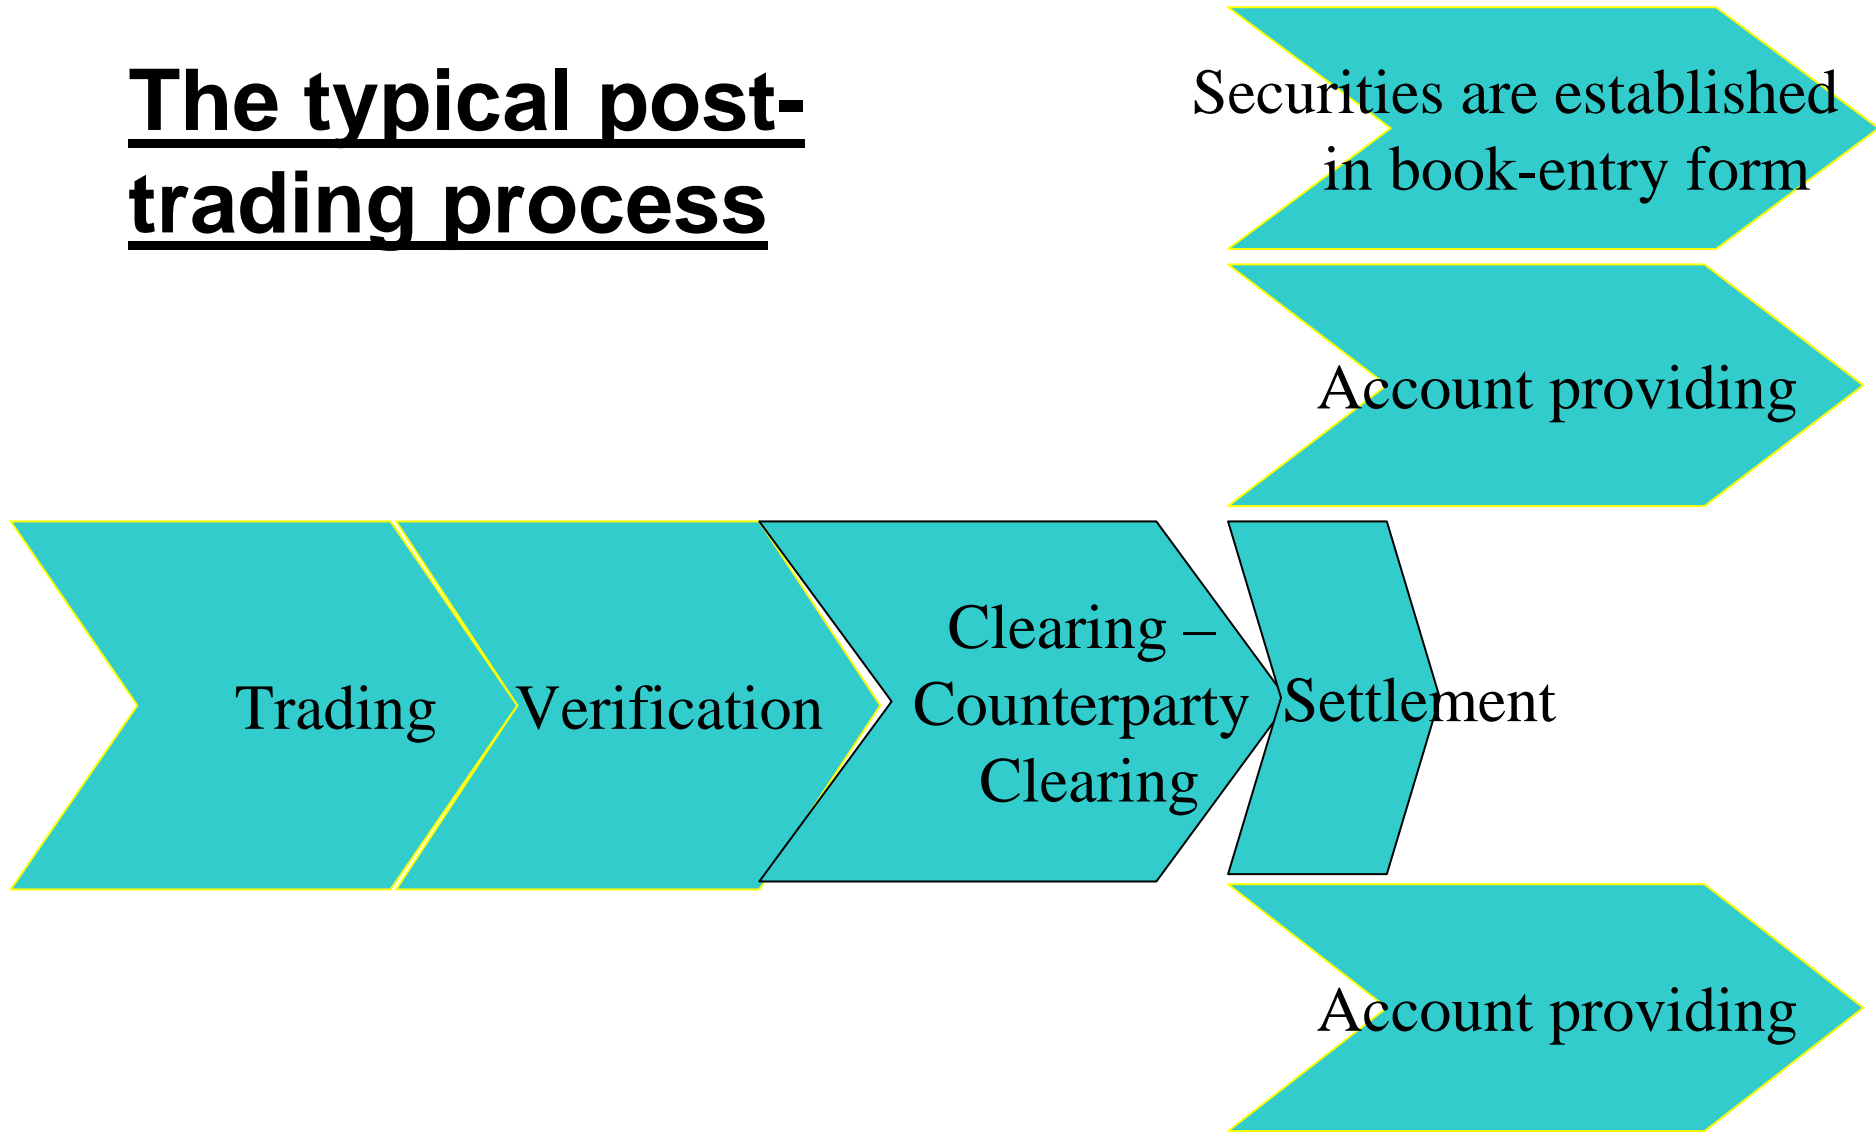 The typical post-
trading process
Securities are established
in book-entry form
Account providing
Trading
Verification
Clearing –
Counterparty
Clearing
Settlement
Account providing